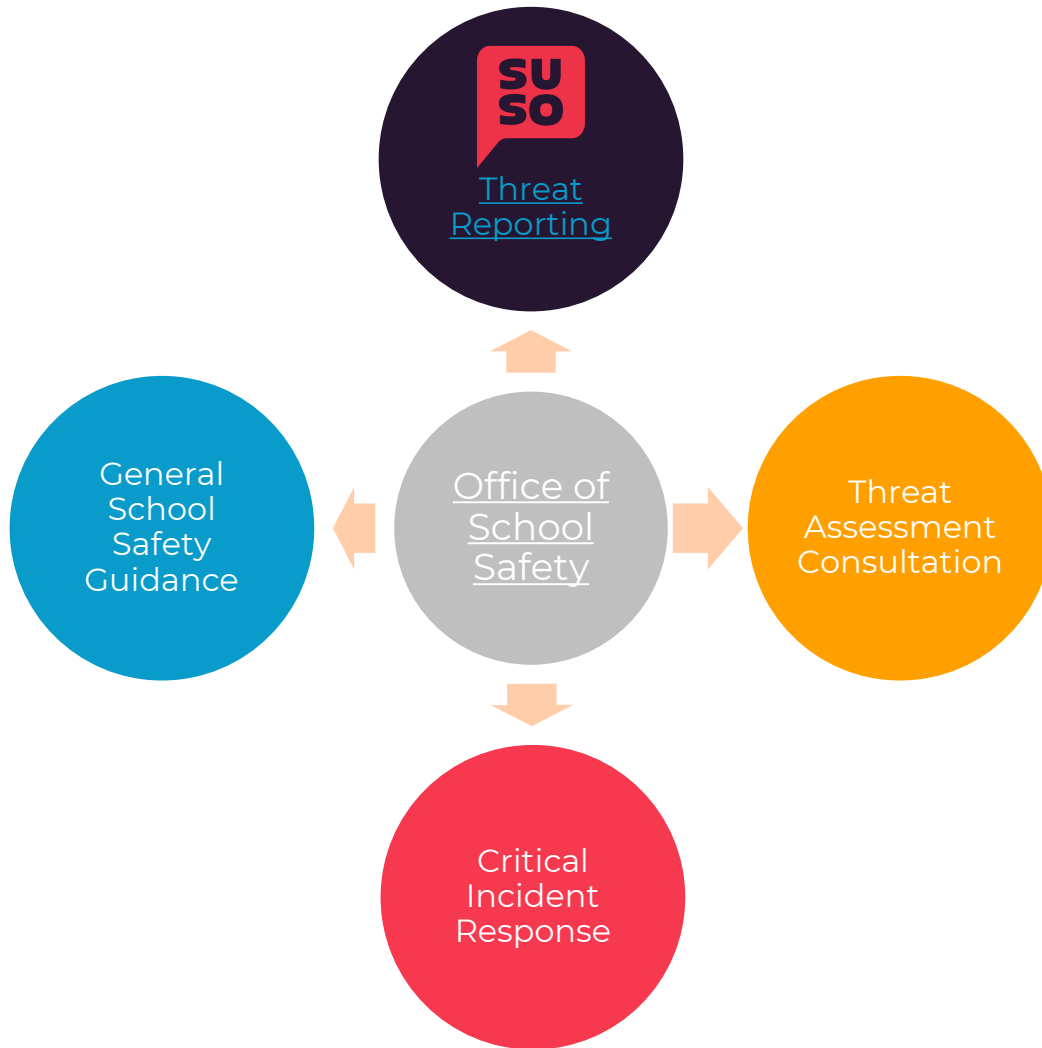 SU
SO
Threat
Reporting
General
School
Safety
Guidance
Office of
School
Safety
Threat
Assessment
Consultation
Critical
Incident
Response